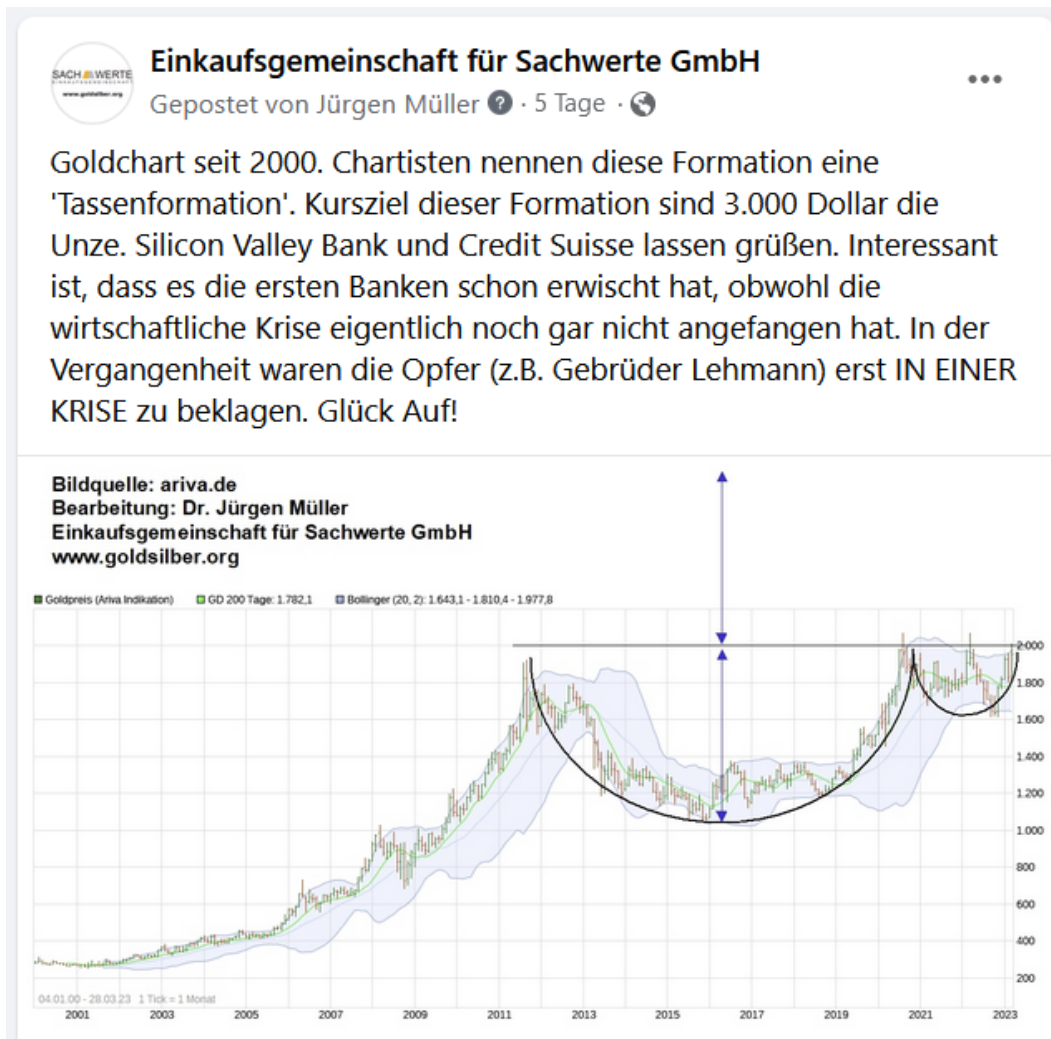 SACH WERTE
EINKAUFSGEMEINSCHAFT
www.goldsilber.org
Einkaufsgemeinschaft für Sachwerte GmbH
Gepostet von Jürgen Müller ? · 5 Tage ·
Goldchart seit 2000. Chartisten nennen diese Formation eine
'Tassenformation'. Kursziel dieser Formation sind 3.000 Dollar die
Unze. Silicon Valley Bank und Credit Suisse lassen grüßen. Interessant
ist, dass es die ersten Banken schon erwischt hat, obwohl die
wirtschaftliche Krise eigentlich noch gar nicht angefangen hat. In der
Vergangenheit waren die Opfer (z.B. Gebrüder Lehmann) erst IN EINER
KRISE zu beklagen. Glück Auf!
Bildquelle: ariva.de
Bearbeitung: Dr. Jürgen Müller
Einkaufsgemeinschaft für Sachwerte GmbH
www.goldsilber.org
Goldpreis (Ariva Indikation) GD 200 Tage: 1.782,1 Bollinger (20, 2): 1.643,1 - 1.810,4 - 1.977,8
2.000
1.800
1.600
1.400
1.200
1.000
800
600
400
200
04.01.00 - 28.03.23 1 Tick = 1 Monat
2001 2003 2005 2007 2009 2011 2013 2015 2017 2019 2021 2023